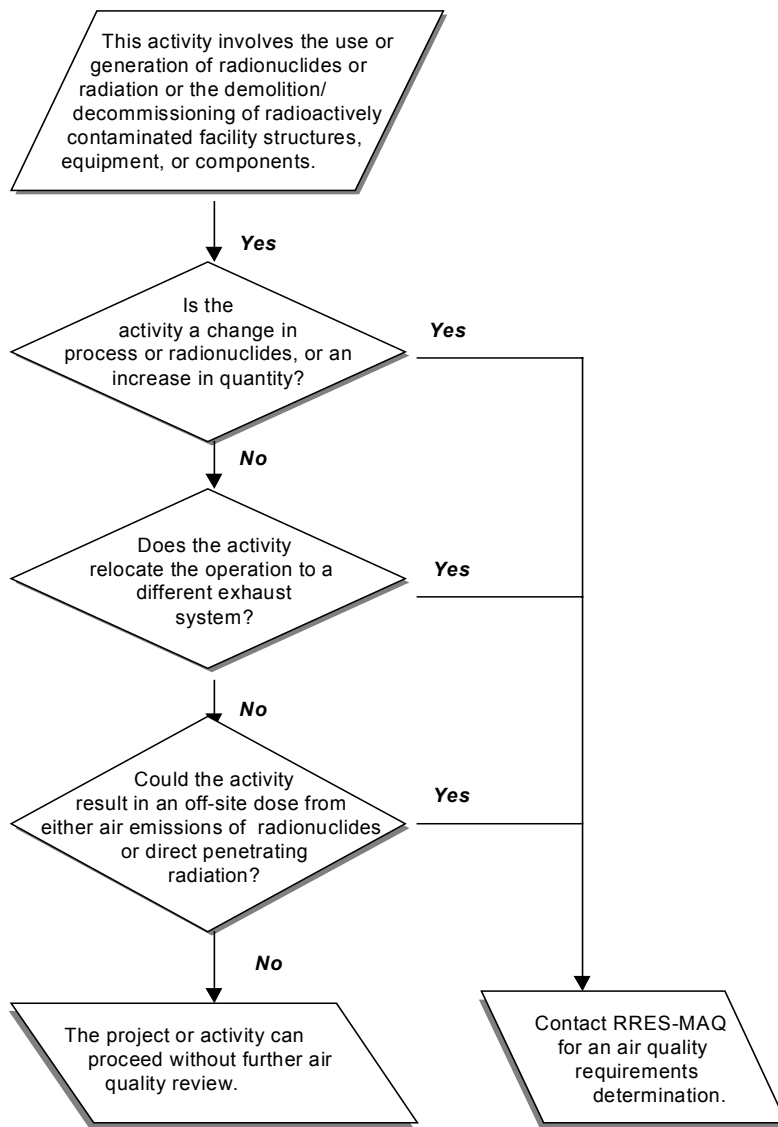 This activity involves the use or
generation of radionuclides or
radiation or the demolition/
decommissioning of radioactively
contaminated facility structures,
equipment, or components.
Yes
Is the
activity a change in
process or radionuclides, or an
increase in quantity?
Yes
No
Does the activity
relocate the operation to a
different exhaust
system?
Yes
No
Could the activity
result in an off-site dose from
either air emissions of radionuclides
or direct penetrating
radiation?
Yes
No
The project or activity can
proceed without further air
quality review.
Contact RRES-MAQ
for an air quality
requirements
determination.